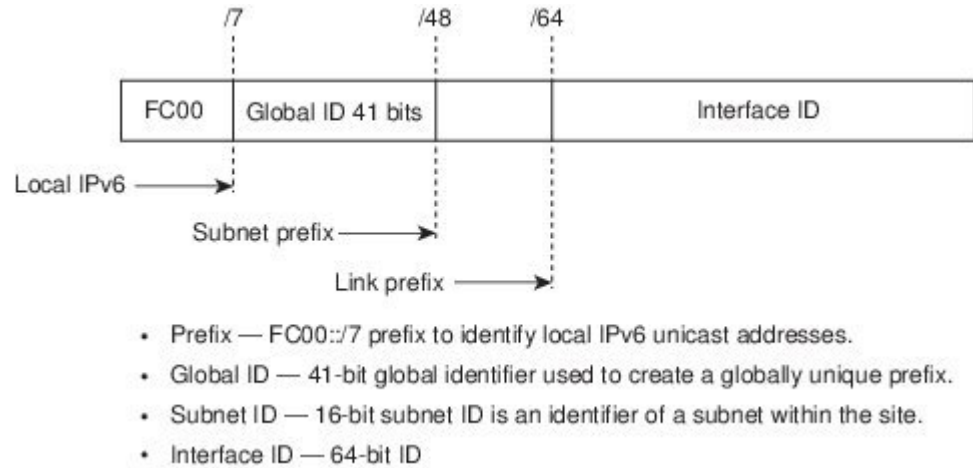 /7 /48 /64
FC00 Global ID 41 bits Interface ID
Local IPv6
Subnet prefix
Link prefix
• Prefix — FC00::/7 prefix to identify local IPv6 unicast addresses.
• Global ID — 41-bit global identifier used to create a globally unique prefix.
• Subnet ID — 16-bit subnet ID is an identifier of a subnet within the site.
• Interface ID — 64-bit ID